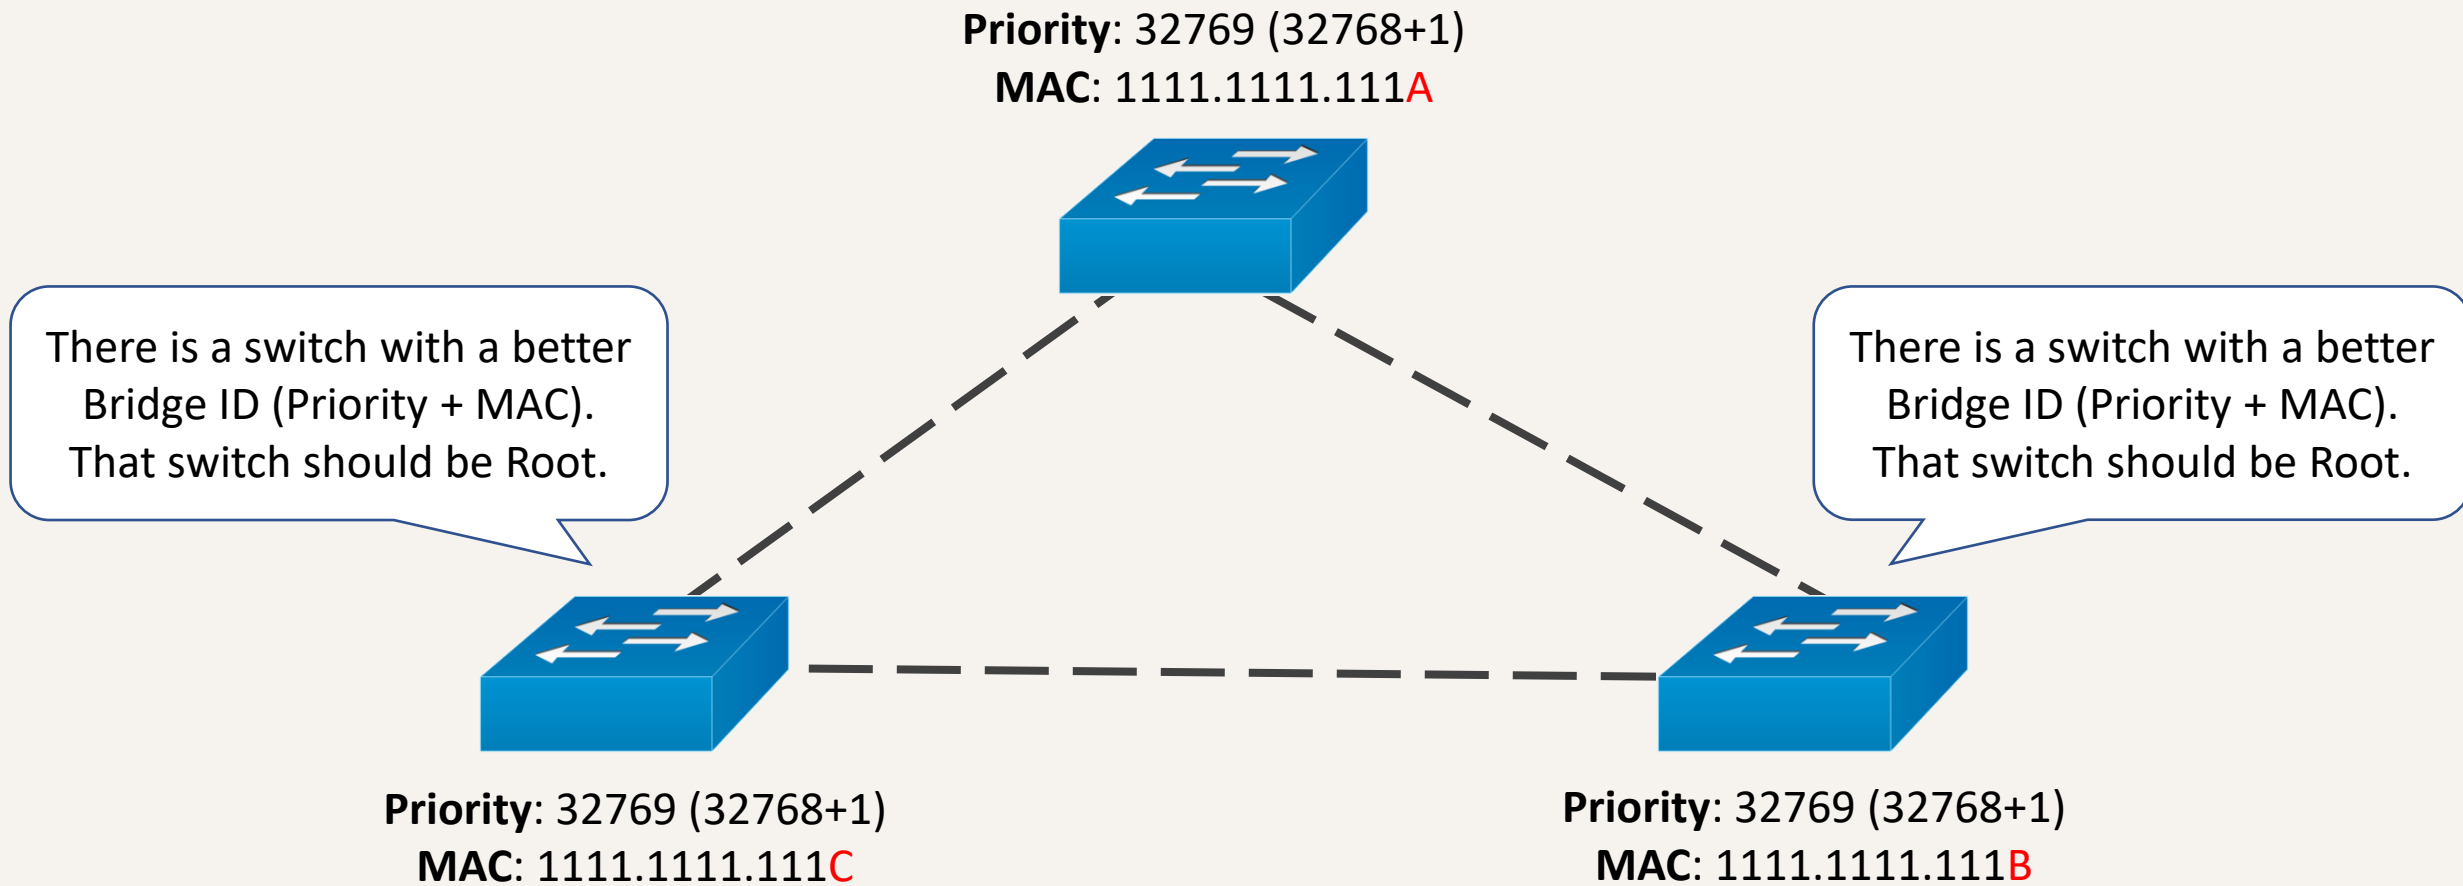 Priority: 32769 (32768+1)
MAC: 1111.1111.111A
There is a switch with a better
Bridge ID (Priority + MAC).
That switch should be Root.
There is a switch with a better
Bridge ID (Priority + MAC).
That switch should be Root.
Priority: 32769 (32768+1)
MAC: 1111.1111.111C
Priority: 32769 (32768+1)
MAC: 1111.1111.111B